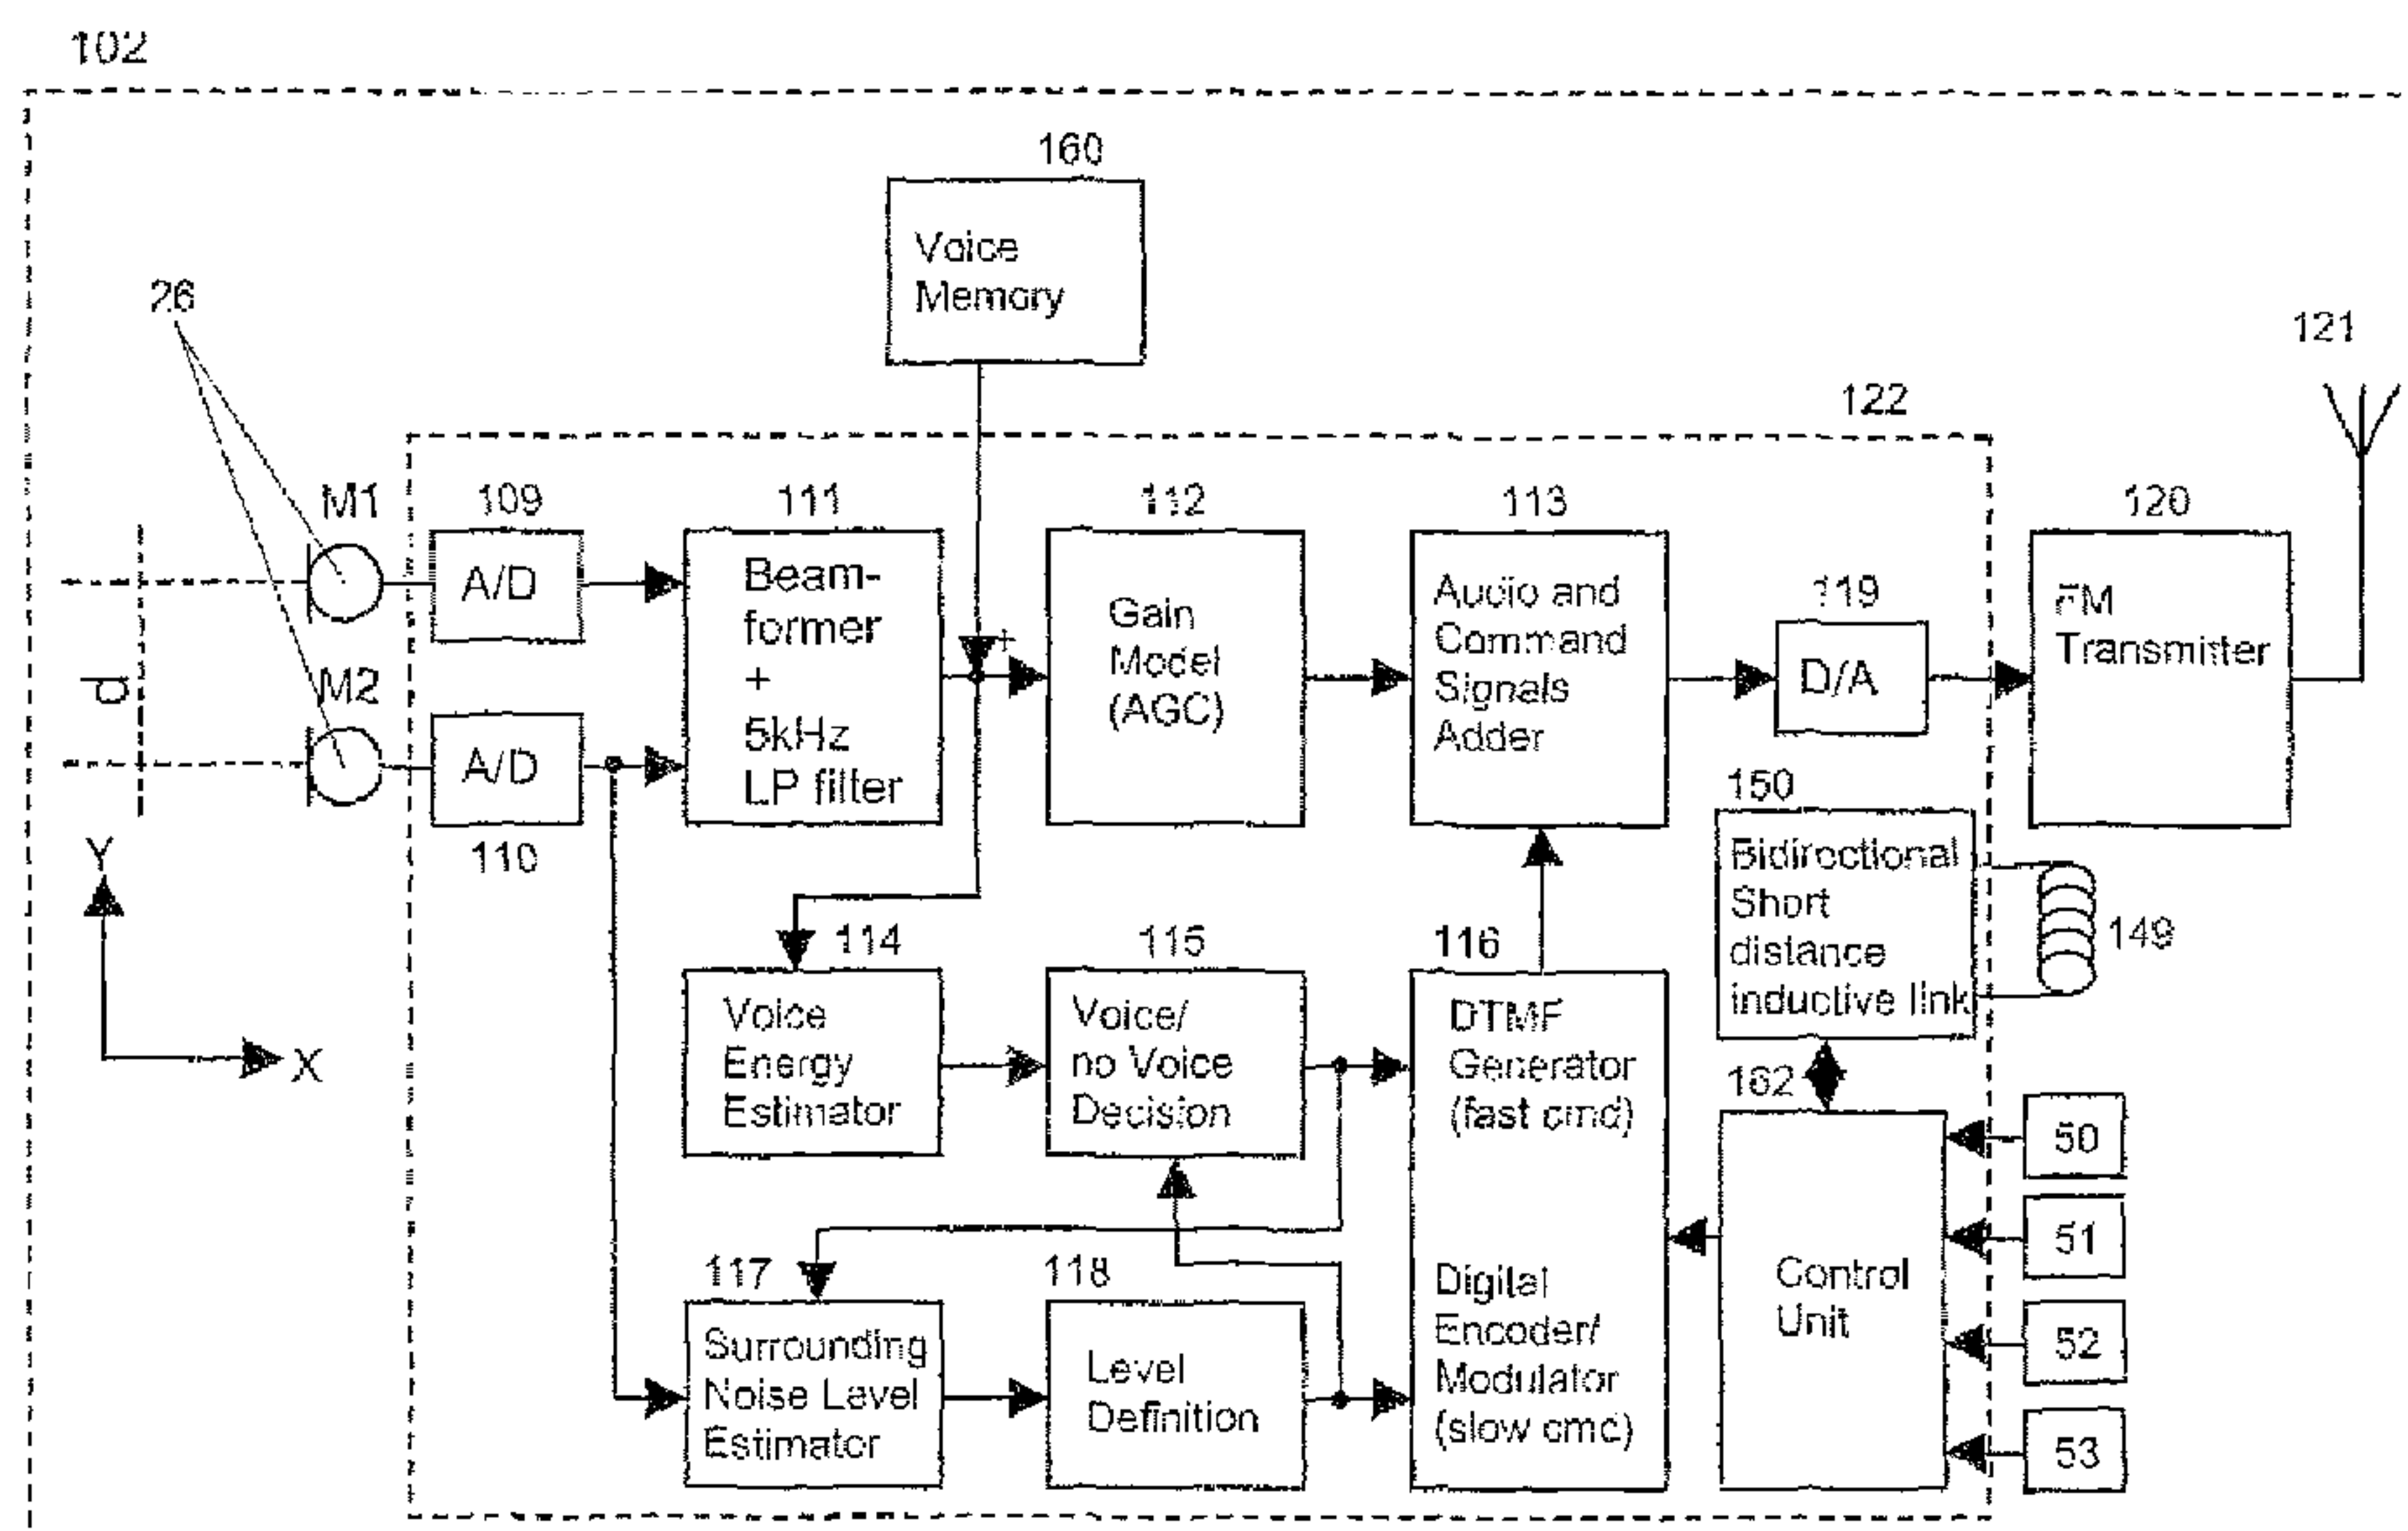 102
160
Voice
Memory
26
121
122
M1
109
111
112
113
120
A/D
Beam-
former
+
5kHz
LP filter
+
Gain
Model
(AGC)
Audio and
Command
Signals
Adder
119
D/A
FM
Transmitter
d
M2
A/D
110
150
Bidirectional
Short
distance
inductive link
149
Y
X
114
115
116
162
Voice
Energy
Estimator
Voice/
no Voice
Decision
DTMF
Generator
(fast cmd)
50
51
52
53
117
118
Surrounding
Noise Level
Estimator
Level
Definition
Digital
Encoder/
Modulator
(slow cmd)
Control
Unit